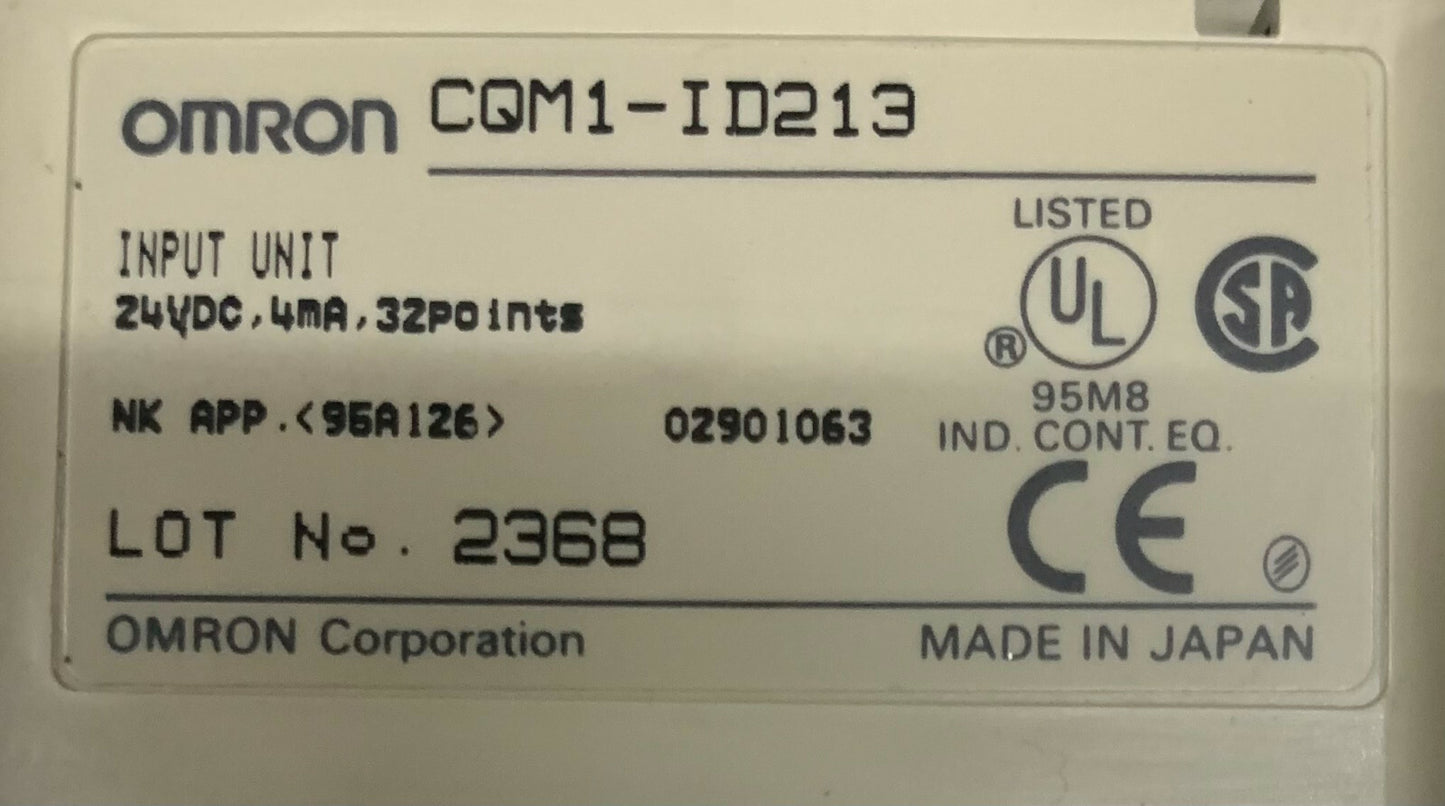 OMRON CQM1-ID213
INPUT UNIT
24VDC,4mA,32points
NK APP.<95A126> 02901063
LOT No. 2368
LISTED
UL
®
SA
95M8
IND. CONT. EQ.
CE
OMRON Corporation MADE IN JAPAN